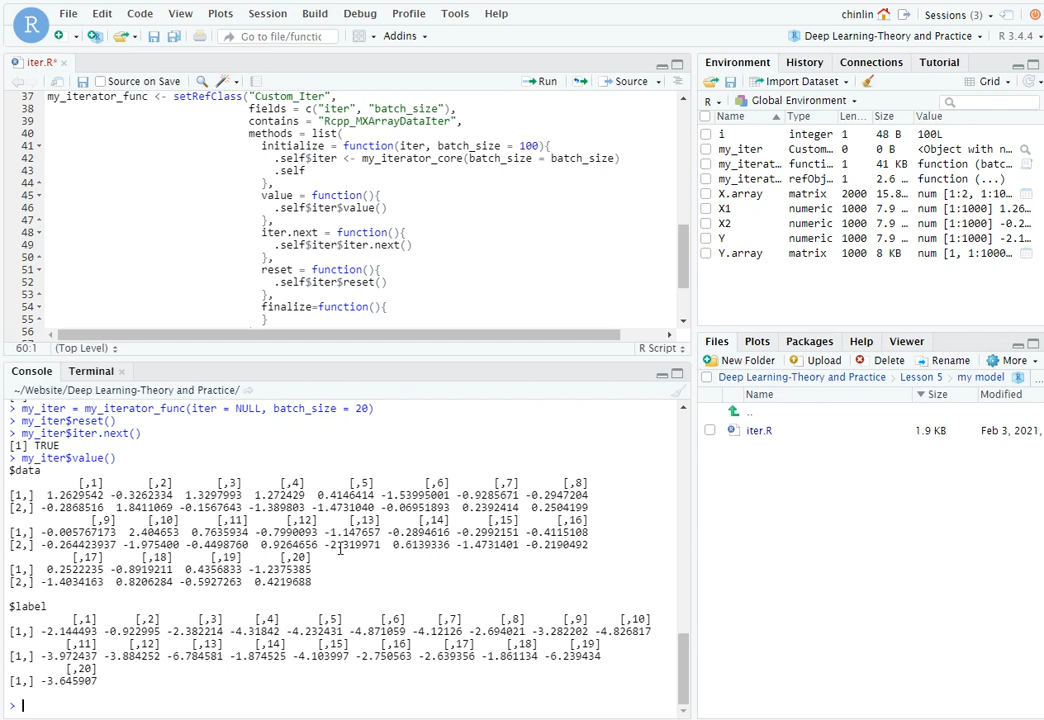 File Edit Code View Plots Session Build Debug Profile Tools Help
chinlin
Sessions (3)
R
Go to file/functic
Addins
Deep Learning-Theory and Practice
R 3.4.4
iter.R*
Source on Save
Run
Source
37 my_iterator_func <- setRefClass("Custom_Iter",
38 fields = c("iter", "batch_size"),
39 contains = "Rcpp_MXArrayDataIter",
40 methods = list(
41 initialize = function(iter, batch_size = 100){
42 .self$iter <- my_iterator_core(batch_size = batch_size)
43 .self
44 },
45 value = function(){
46 .self$iter$value()
47 },
48 iter.next = function(){
49 .self$iter$iter.next()
50 },
51 reset = function(){
52 .self$iter$reset()
53 },
54 finalize=function(){
55 }
56
60:1 (Top Level) R Script
Console Terminal
~/Website/Deep Learning-Theory and Practice/
> my_iter = my_iterator_func(iter = NULL, batch_size = 20)
> my_iter$reset()
> my_iter$iter.next()
[1] TRUE
> my_iter$value()
$data
[,1] [,2] [,3] [,4] [,5] [,6] [,7] [,8]
[1,] 1.2629542 -0.3262334 1.3297993 1.272429 0.4146414 -1.53995001 -0.9285671 -0.2947204
[2,] -0.2868516 1.8411069 -0.1567643 -1.389803 -1.4731040 -0.06951893 0.2392414 0.2504199
[,9] [,10] [,11] [,12] [,13] [,14] [,15] [,16]
[1,] -0.005767173 2.404653 0.7635934 -0.7990093 -1.147657 -0.2894616 -0.2992151 -0.4115108
[2,] -0.264423937 -1.975400 -0.4498760 0.9264656 -2.319971 0.6139336 -1.4731401 -0.2190492
[,17] [,18] [,19] [,20]
[1,] 0.2522235 -0.8919211 0.4356833 -1.2375385
[2,] -1.4034163 0.8206284 -0.5927263 0.4219688
$label
[,1] [,2] [,3] [,4] [,5] [,6] [,7] [,8] [,9] [,10]
[1,] -2.144493 -0.922995 -2.382214 -4.31842 -4.232431 -4.871059 -4.12126 -2.694021 -3.282202 -4.826817
[,11] [,12] [,13] [,14] [,15] [,16] [,17] [,18] [,19]
[1,] -3.972437 -3.884252 -6.784581 -1.874525 -4.103997 -2.750563 -2.639356 -1.861134 -6.239434
[,20]
[1,] -3.645907
>
Environment History Connections Tutorial
Import Dataset
Grid
R Global Environment
Name Type Len... Size Value
i integer 1 48 B 100L
my_iter Custom... 0 0 B <Object with n...
my_iterat... functi... 1 41 KB function (batc...
my_iterat... refObj... 1 2.6 ... function (...)
X.array matrix 2000 15.8... num [1:2, 1:10...
X1 numeric 1000 7.9 ... num [1:1000] 1.26...
X2 numeric 1000 7.9 ... num [1:1000] -0.2...
Y numeric 1000 7.9 ... num [1:1000] -2.1...
Y.array matrix 1000 8 KB num [1, 1:1000...
Files Plots Packages Help Viewer
New Folder Upload Delete Rename More
Deep Learning-Theory and Practice Lesson 5 my model R ...
Name Size Modified
..
iter.R 1.9 KB Feb 3, 2021,